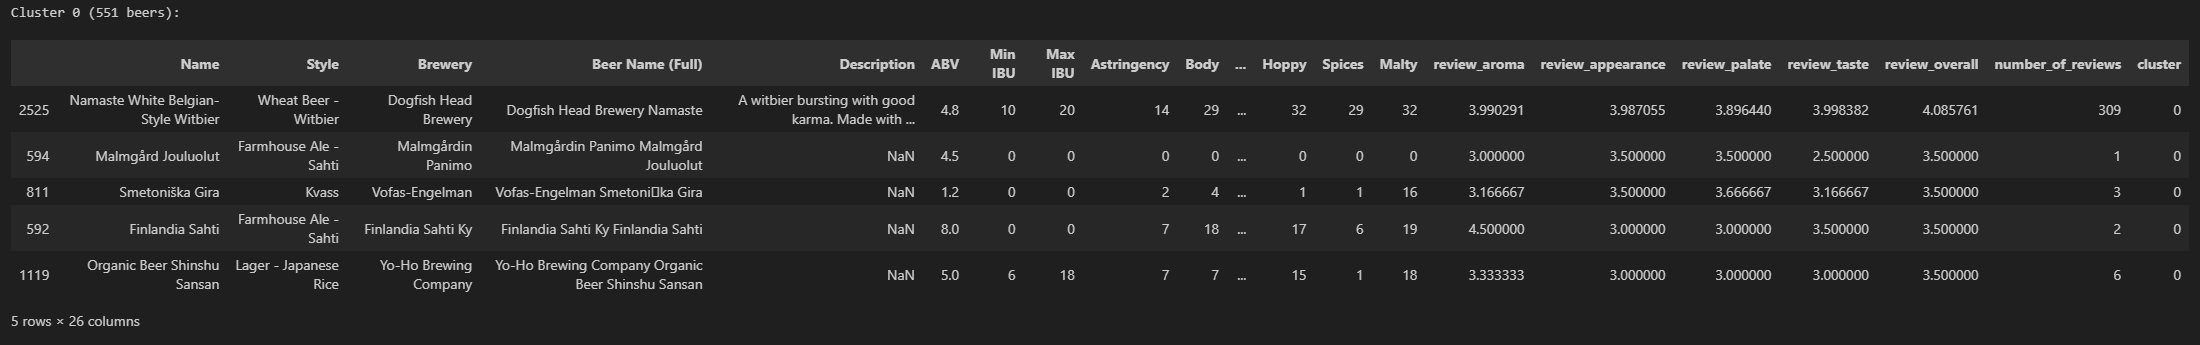 Cluster 0 (551 beers):
Name Style Brewery Beer Name (Full) Description ABV Min IBU Max IBU Astringency Body ... Hoppy Spices Malty review_aroma review_appearance review_palate review_taste review_overall number_of_reviews cluster
2525 Namaste White Belgian-Style Witbier Wheat Beer - Witbier Dogfish Head Brewery Dogfish Head Brewery Namaste A witbier bursting with good karma. Made with ... 4.8 10 20 14 29 ... 32 29 32 3.990291 3.987055 3.896440 3.998382 4.085761 309 0
594 Malmgård Jouluolut Farmhouse Ale - Sahti Malmgårdin Panimo Malmgårdin Panimo Malmgård Jouluolut NaN 4.5 0 0 0 0 ... 0 0 0 3.000000 3.500000 3.500000 2.500000 3.500000 1 0
811 Smetoniška Gira Kvass Vofas-Engelman Vofas-Engelman Smetoni▯ka Gira NaN 1.2 0 0 2 4 ... 1 1 16 3.166667 3.500000 3.666667 3.166667 3.500000 3 0
592 Finlandia Sahti Farmhouse Ale - Sahti Finlandia Sahti Ky Finlandia Sahti Ky Finlandia Sahti NaN 8.0 0 0 7 18 ... 17 6 19 4.500000 3.000000 3.000000 3.500000 3.500000 2 0
1119 Organic Beer Shinshu Sansan Lager - Japanese Rice Yo-Ho Brewing Company Yo-Ho Brewing Company Organic Beer Shinshu Sansan NaN 5.0 6 18 7 7 ... 15 1 18 3.333333 3.000000 3.000000 3.000000 3.500000 6 0
5 rows × 26 columns